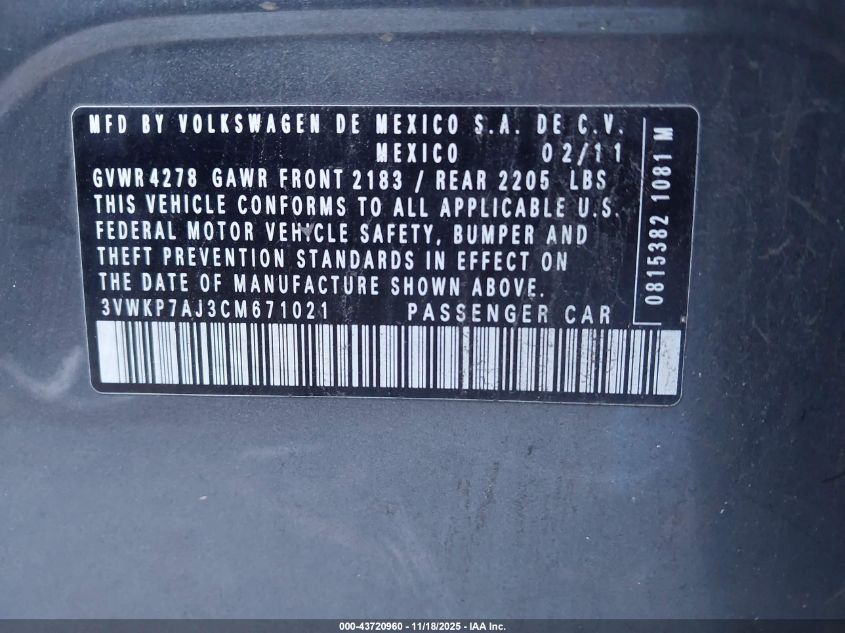 MFD BY VOLKSWAGEN DE MEXICO S.A. DE C.V.
MEXICO 02/11
GVWR 4278 GAWR FRONT 2183 / REAR 2205 LBS
THIS VEHICLE CONFORMS TO ALL APPLICABLE U.S.
FEDERAL MOTOR VEHICLE SAFETY, BUMPER AND
THEFT PREVENTION STANDARDS IN EFFECT ON
THE DATE OF MANUFACTURE SHOWN ABOVE.
3VWKP7AJ3CM671021 PASSENGER CAR
0815382 1081 M
000-43720960 - 11/18/2025 - IAA Inc.